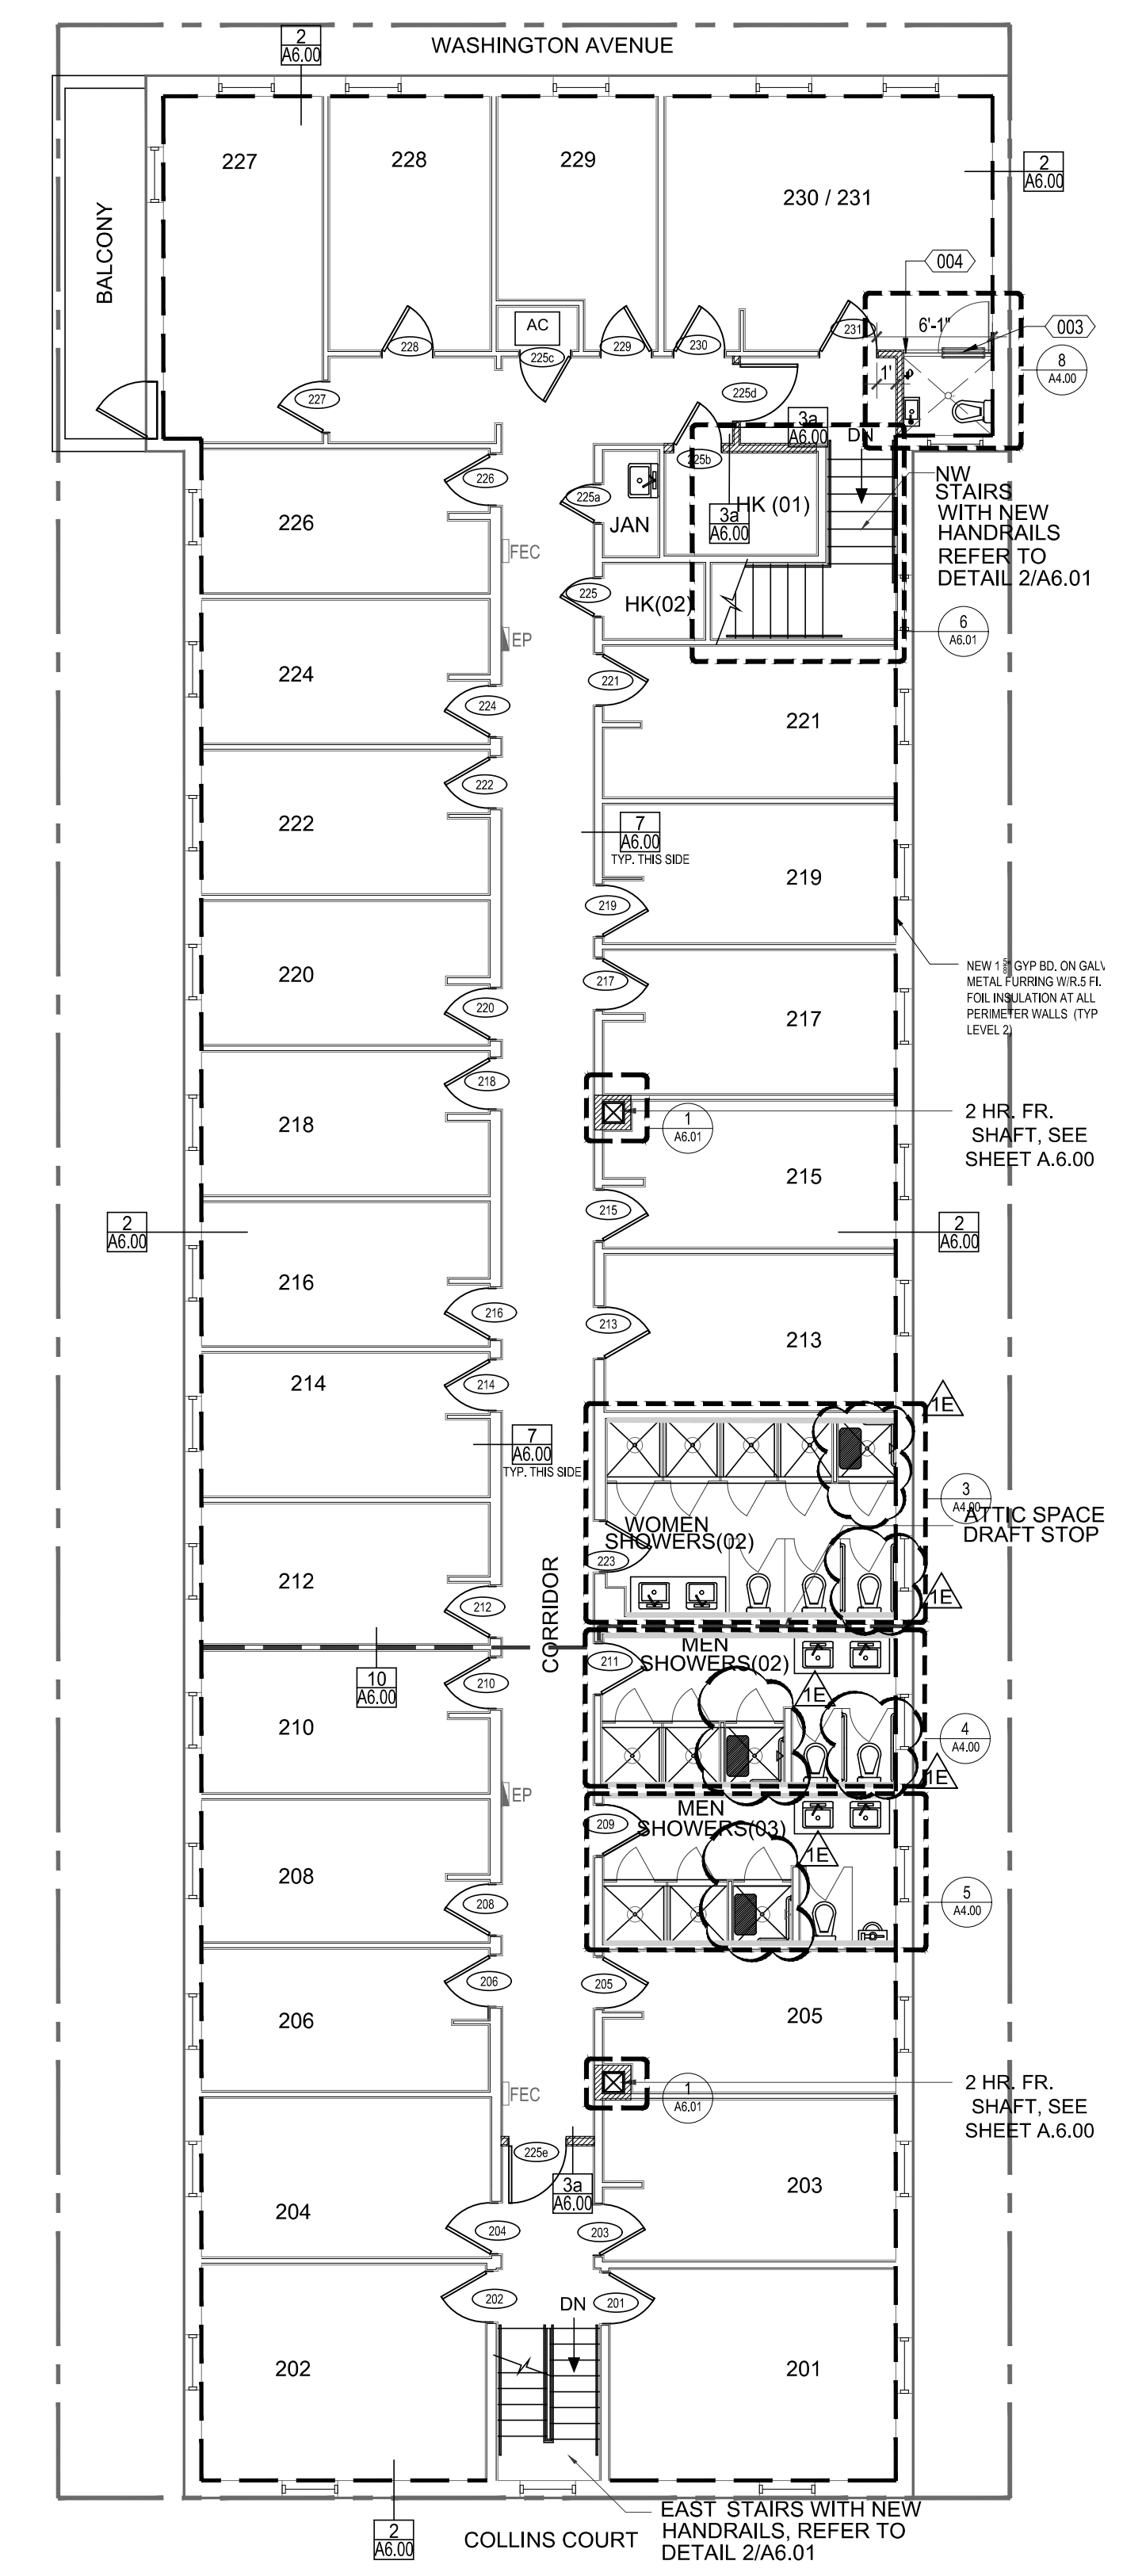 WASHINGTON AVENUE
2
A6.00
BALCONY
227
228
229
230 / 231
2
A6.00
004
003
6'-1"
1'
8
A4.00
AC
231
228
225c
229
230
227
225d
3a
A6.00
DN
226
225b
225a
226
JAN
HK (01)
3a
A6.00
NW
STAIRS
WITH NEW
HANDRAILS
REFER TO
DETAIL 2/A6.01
FEC
225
HK(02)
6
A6.01
EP
224
221
224
221
222
222
7
A6.00
TYP. THIS SIDE
219
219
220
217
220
217
NEW 1 5/8" GYP BD. ON GALV
METAL FURRING W/R.5 FI.
FOIL INSULATION AT ALL
PERIMETER WALLS (TYP
LEVEL 2)
218
218
1
A6.01
2 HR. FR.
SHAFT, SEE
SHEET A.6.00
215
215
2
A6.00
2
A6.00
216
216
213
213
214
214
1E
7
A6.00
TYP. THIS SIDE
3
A4.00
ATTIC SPACE
DRAFT STOP
WOMEN
SHOWERS(02)
223
212
212
1E
CORRIDOR
10
A6.00
MEN
SHOWERS(02)
211
210
210
1E
4
A4.00
1E
EP
MEN
SHOWERS(03)
209
1E
208
208
5
A4.00
206
205
206
205
FEC
1
A6.01
2 HR. FR.
SHAFT, SEE
SHEET A.6.00
225e
3a
A6.00
203
204
204
203
202
DN
201
202
201
EAST STAIRS WITH NEW
HANDRAILS, REFER TO
DETAIL 2/A6.01
2
A6.00
COLLINS COURT